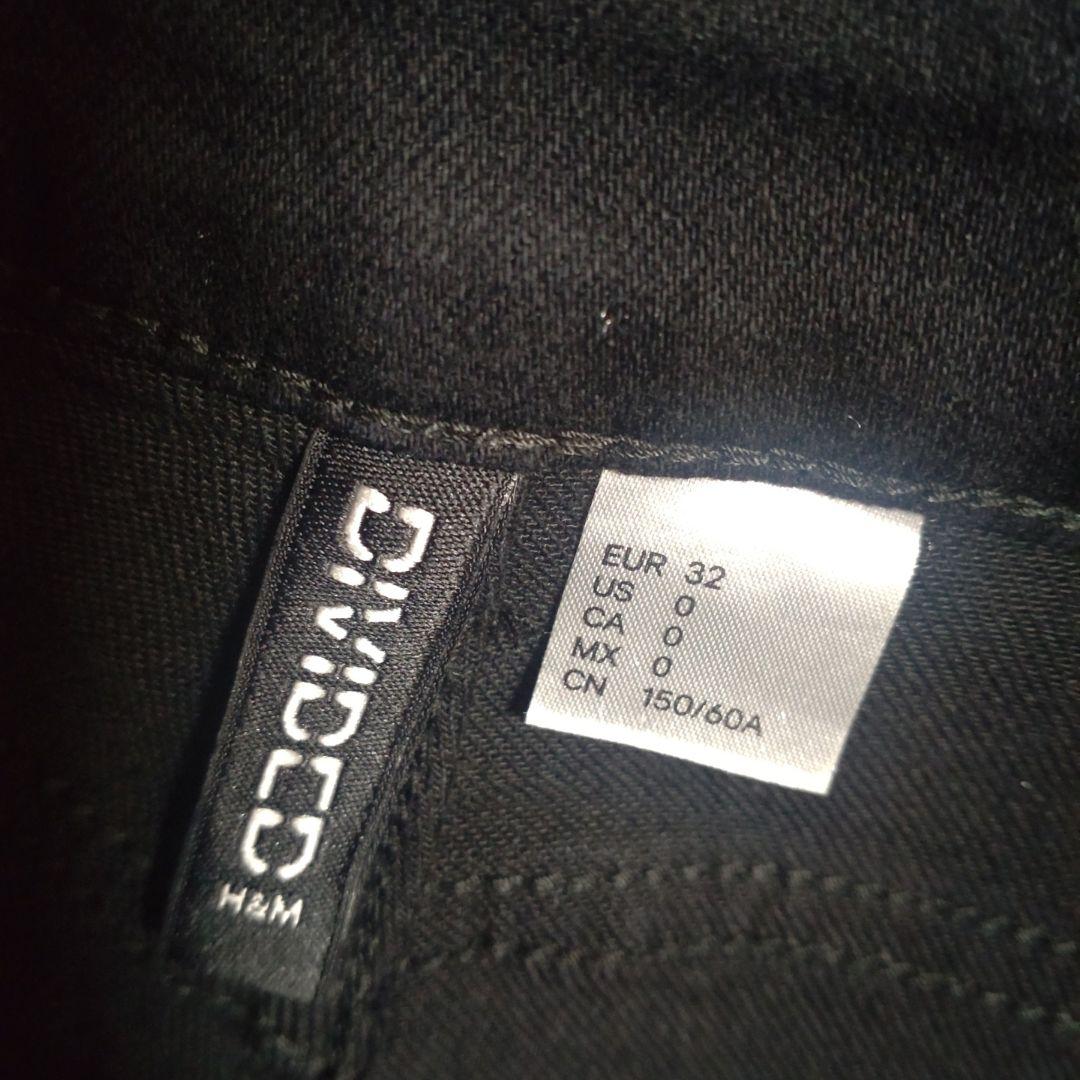 DIVIDED
H&M
EUR 32
US 0
CA 0
MX 0
CN 150/60A